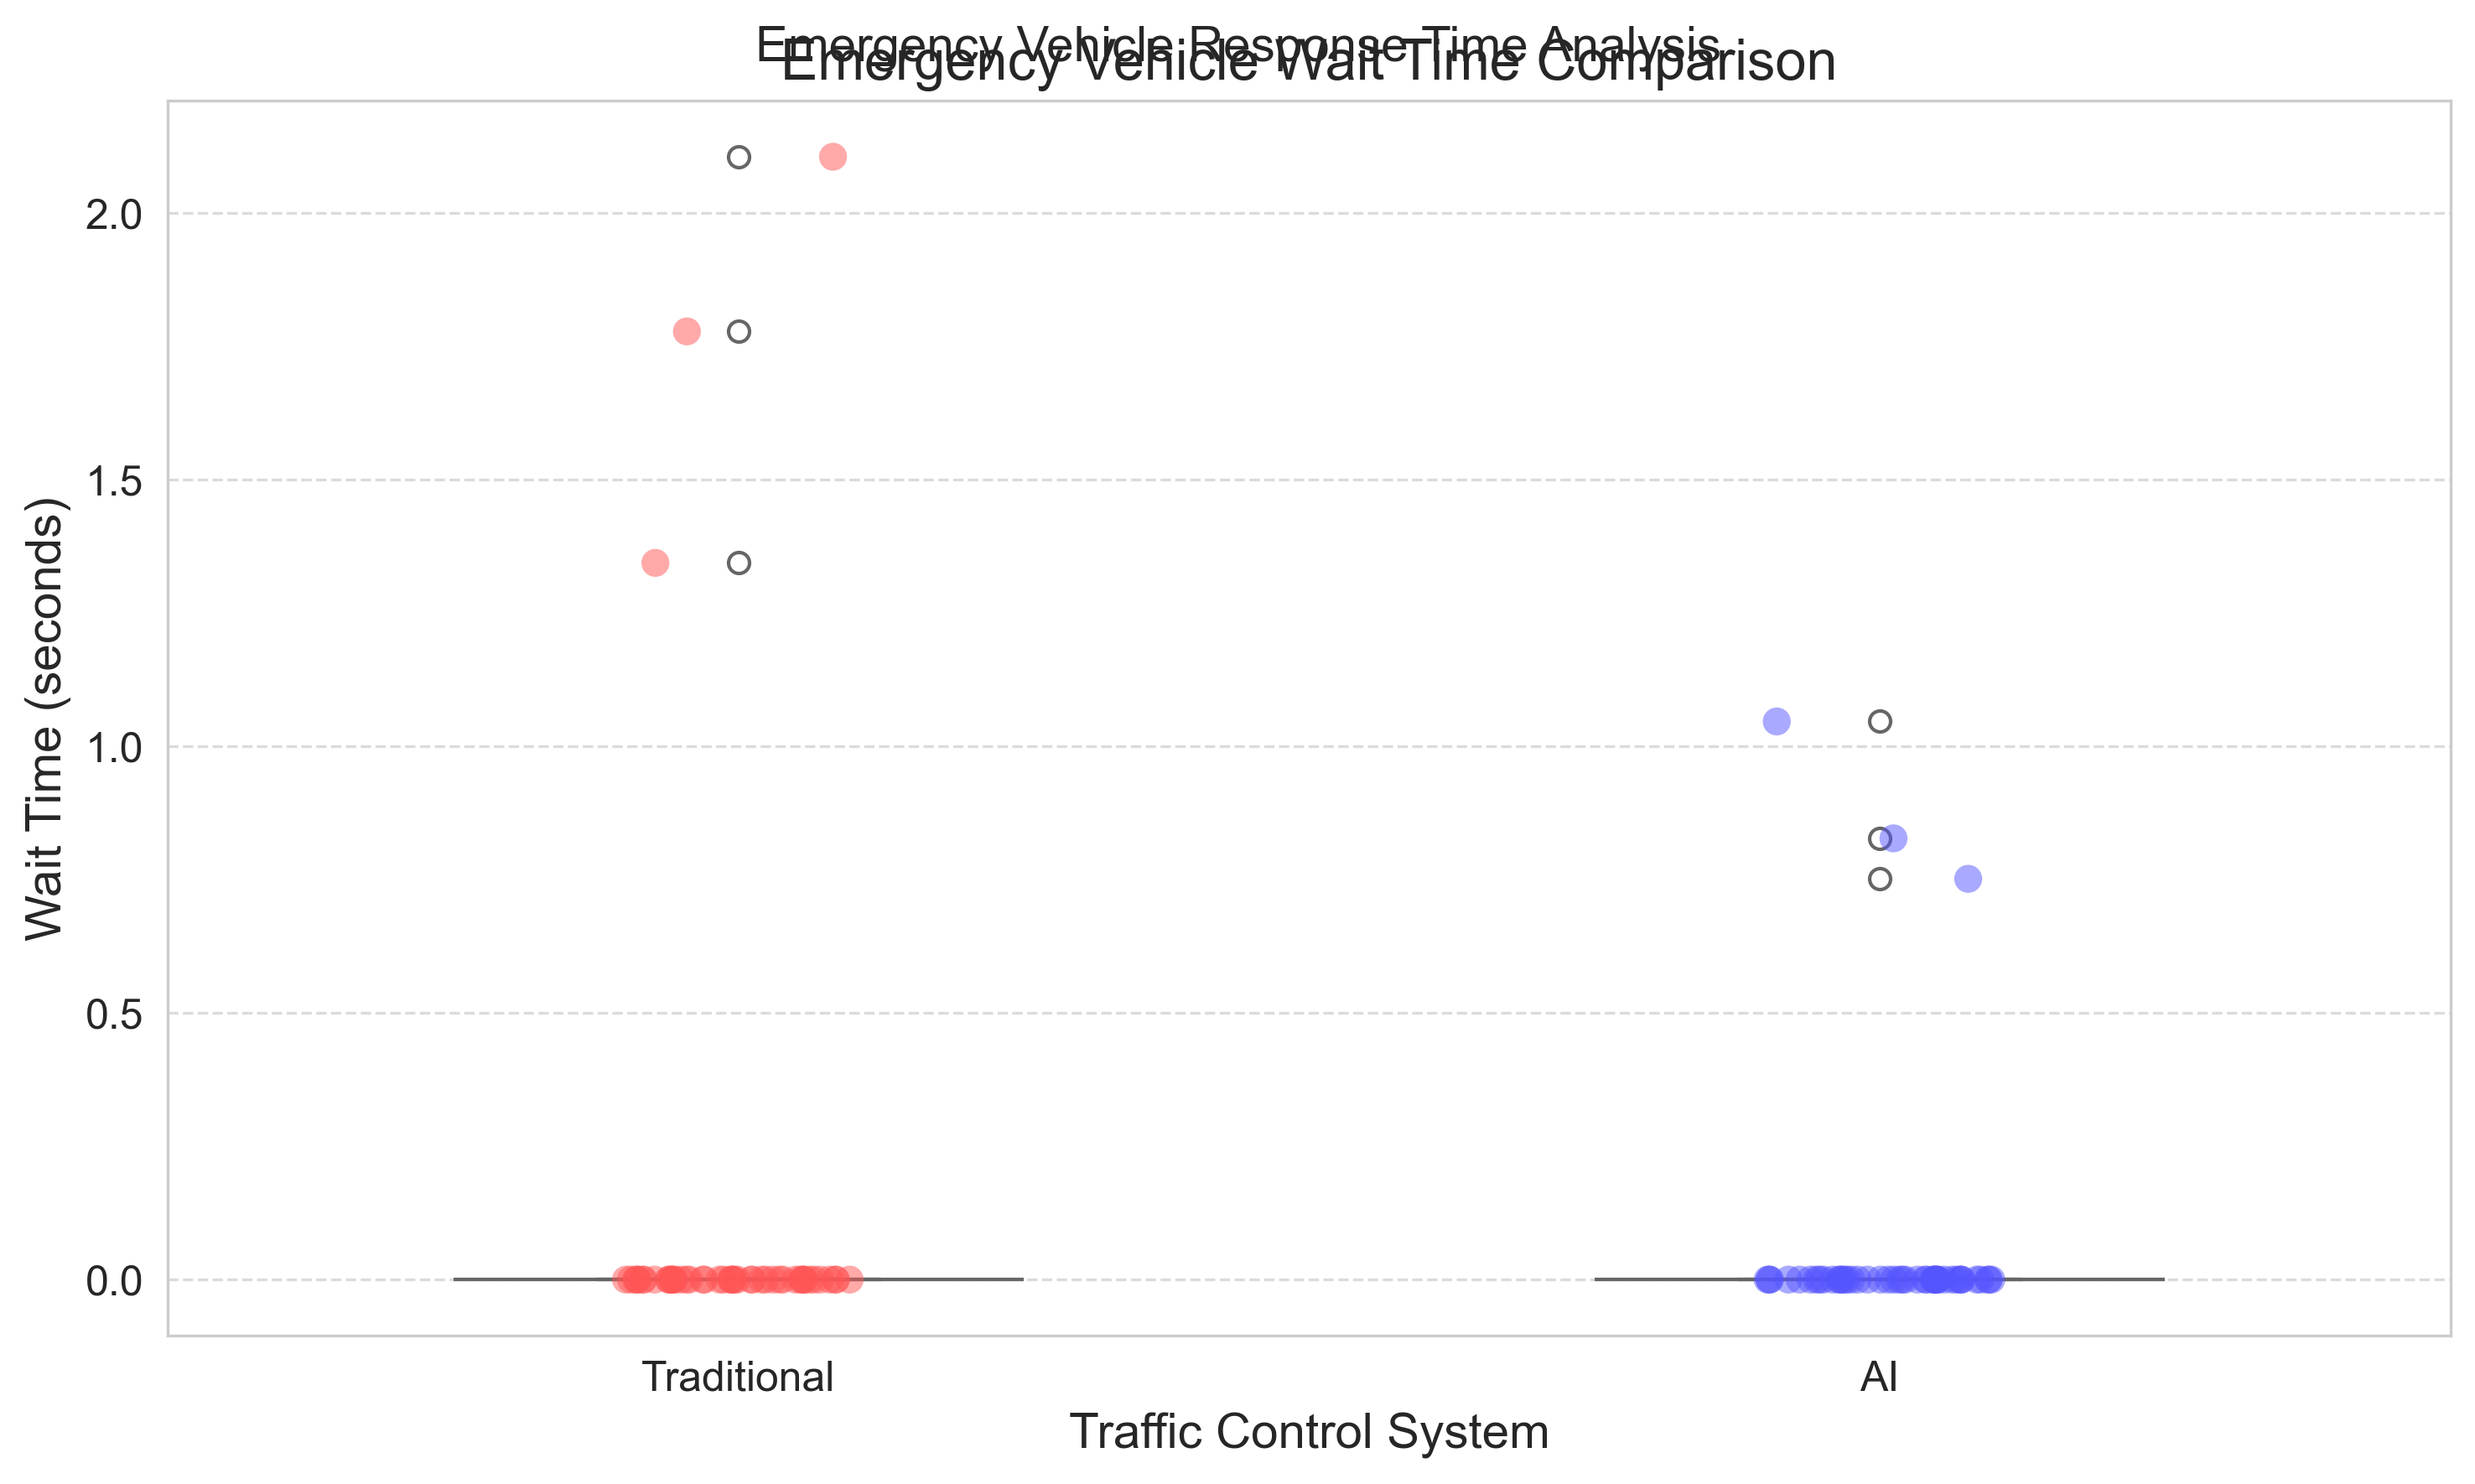 Emergency Vehicle Response Time Analysis
Emergency Vehicle Wait Time Comparison
Wait Time (seconds)
2.0
1.5
1.0
0.5
0.0
Traditional
AI
Traffic Control System